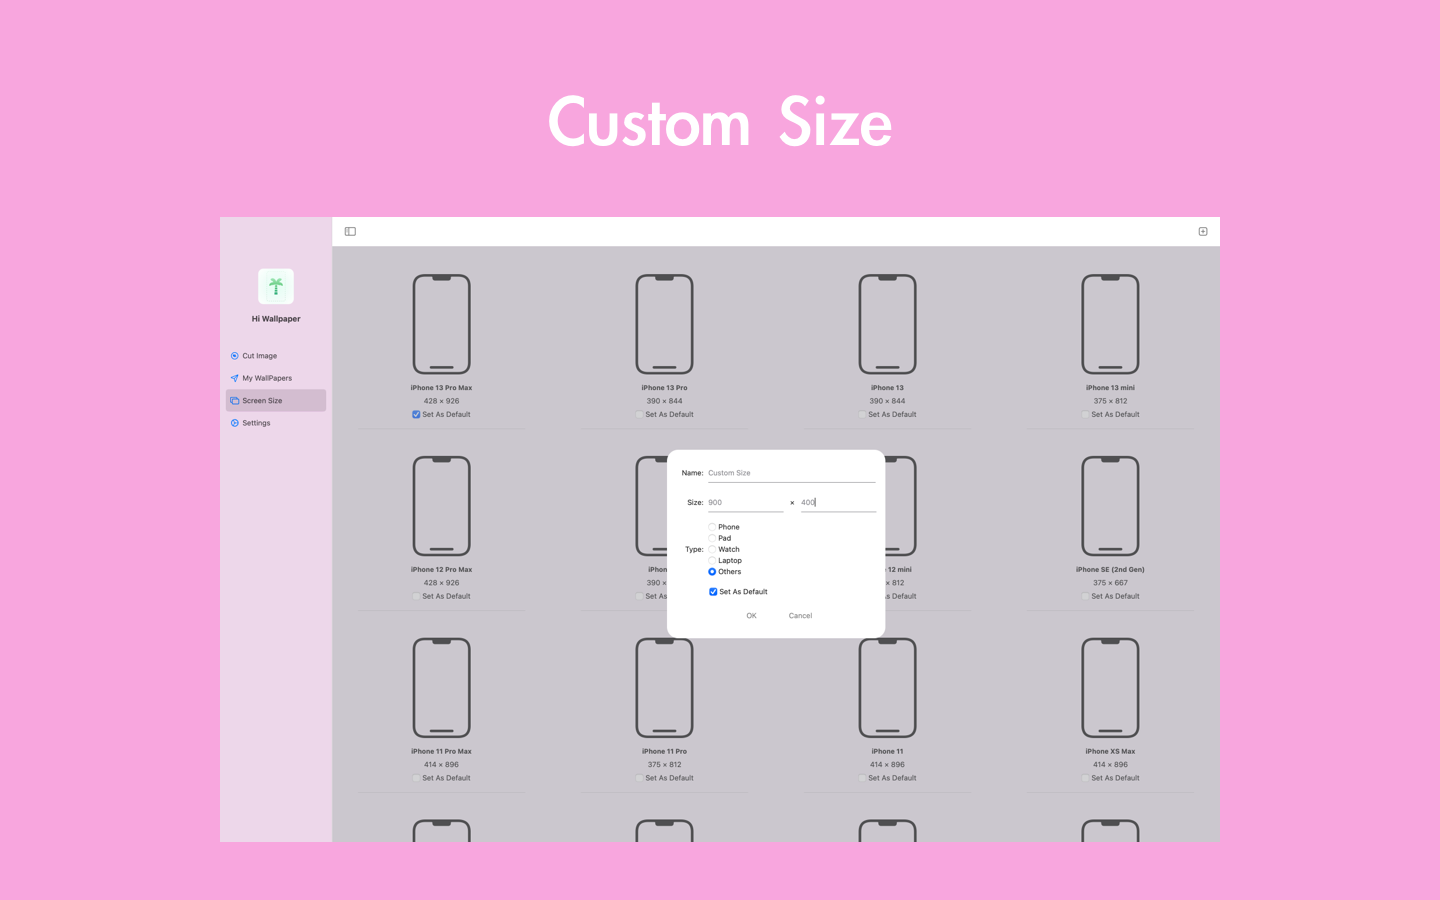 Custom Size
Hi Wallpaper
Cut Image
My WallPapers
Screen Size
Settings
iPhone 13 Pro Max
428 × 926
Set As Default
iPhone 13 Pro
390 × 844
Set As Default
iPhone 13
390 × 844
Set As Default
iPhone 13 mini
375 × 812
Set As Default
iPhone 12 Pro Max
428 × 926
Set As Default
iPhon
390 ×
Set As
12 mini
× 812
As Default
iPhone SE (2nd Gen)
375 × 667
Set As Default
Name: Custom Size
Size: 900 × 400
Type:
Phone
Pad
Watch
Laptop
Others
Set As Default
OK Cancel
iPhone 11 Pro Max
414 × 896
Set As Default
iPhone 11 Pro
375 × 812
Set As Default
iPhone 11
414 × 896
Set As Default
iPhone XS Max
414 × 896
Set As Default